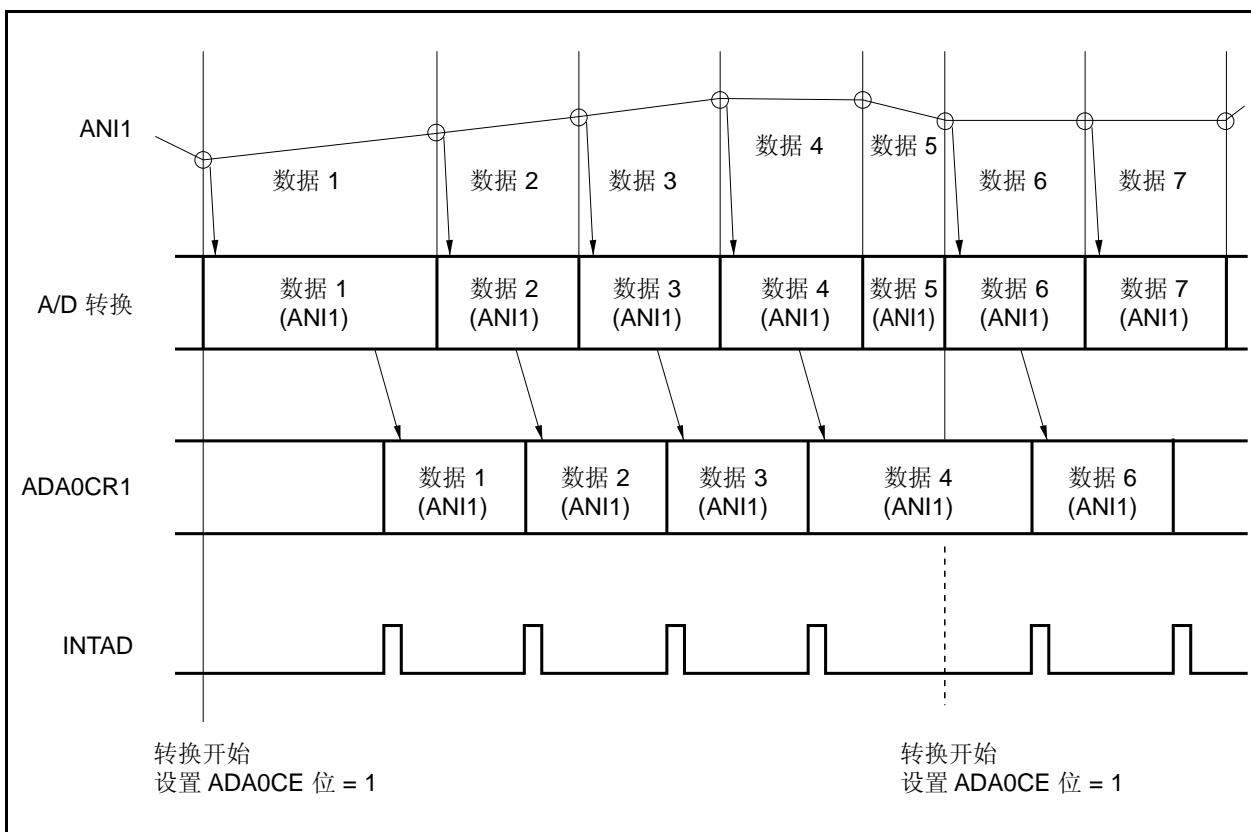 ANI1
数据 1
数据 2
数据 3
数据 4
数据 5
数据 6
数据 7
A/D 转换
数据 1
(ANI1)
数据 2
(ANI1)
数据 3
(ANI1)
数据 4
(ANI1)
数据 5
(ANI1)
数据 6
(ANI1)
数据 7
(ANI1)
ADA0CR1
数据 1
(ANI1)
数据 2
(ANI1)
数据 3
(ANI1)
数据 4
(ANI1)
数据 6
(ANI1)
INTAD
转换开始
设置 ADA0CE 位 = 1
转换开始
设置 ADA0CE 位 = 1